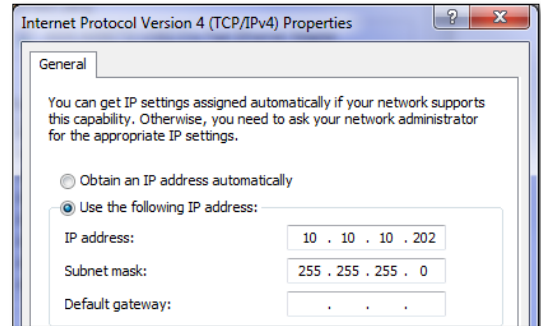 Internet Protocol Version 4 (TCP/IPv4) Properties
?
X
General
You can get IP settings assigned automatically if your network supports
this capability. Otherwise, you need to ask your network administrator
for the appropriate IP settings.
Obtain an IP address automatically
Use the following IP address:
IP address: 10 . 10 . 10 . 202
Subnet mask: 255 . 255 . 255 . 0
Default gateway: . . .